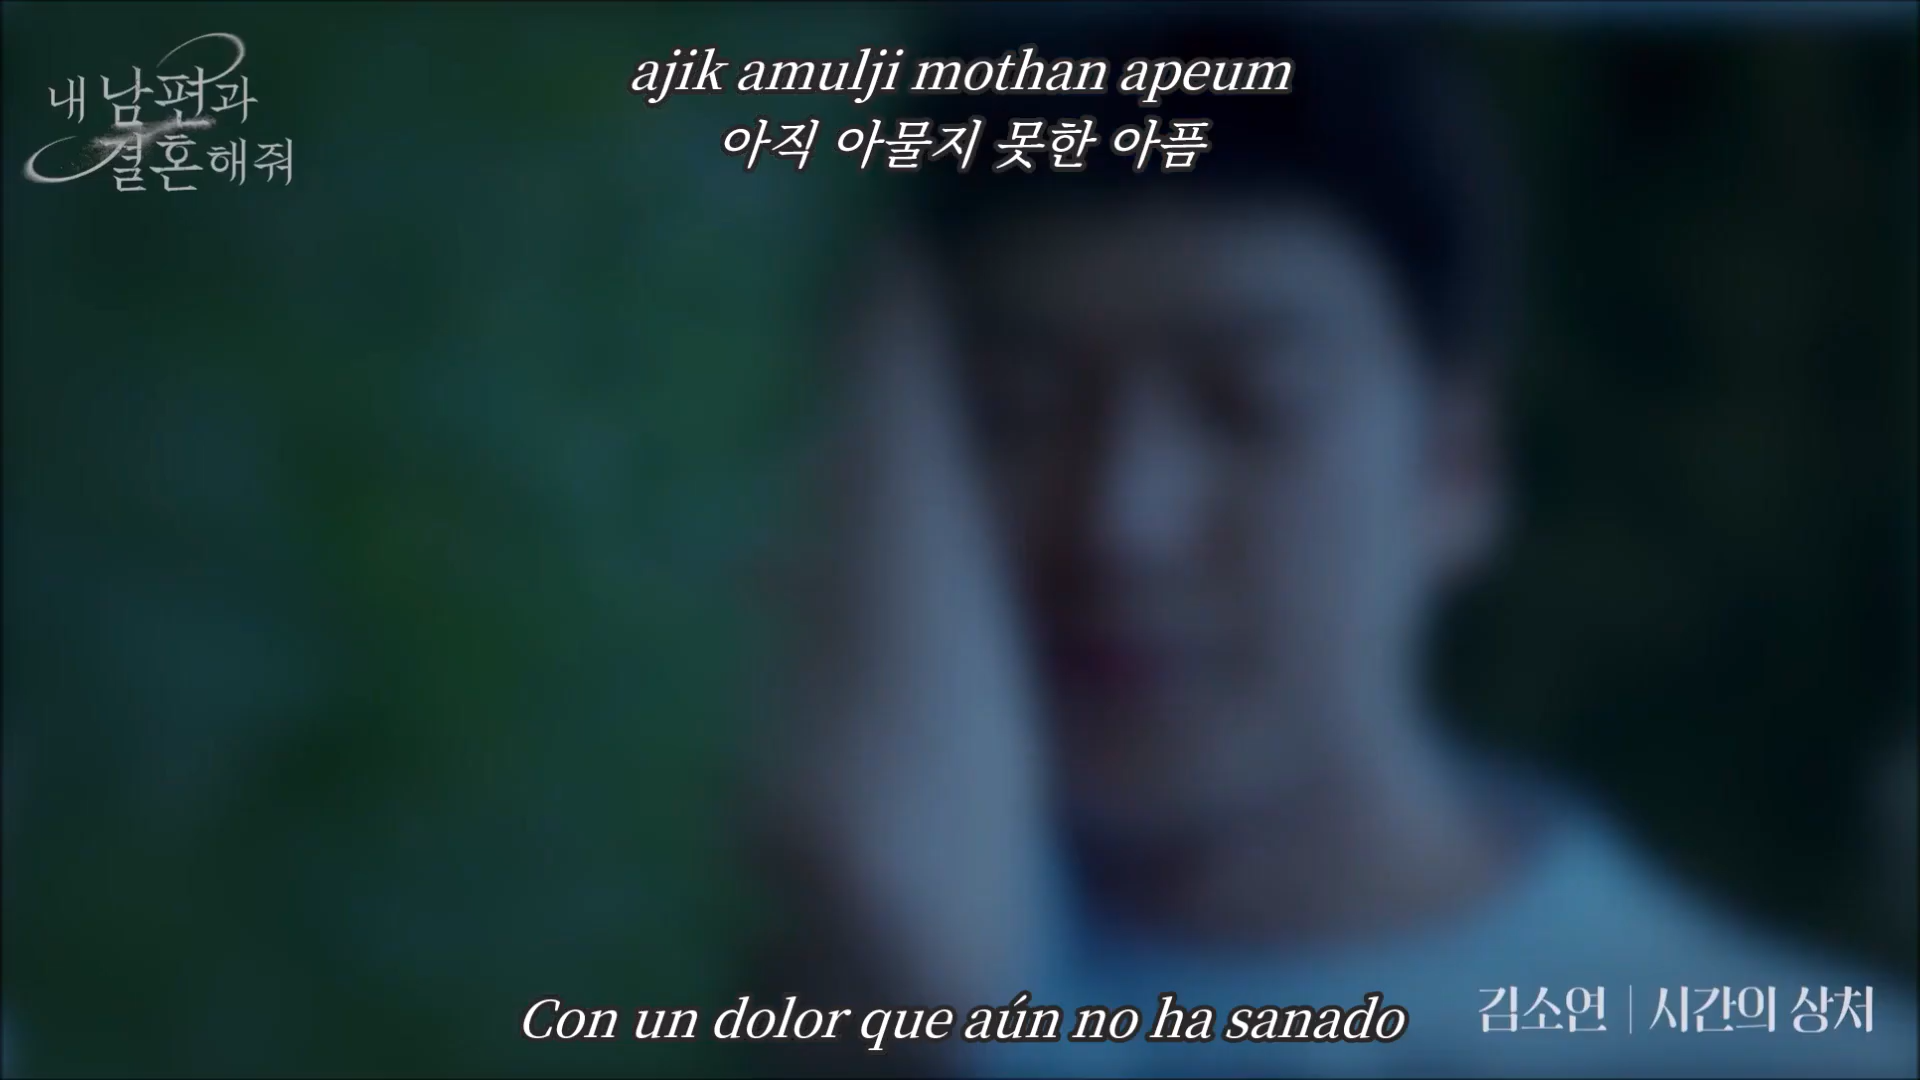 내 남편과
결혼해줘
ajik amulji mothan apeum
아직 아물지 못한 아픔
Con un dolor que aún no ha sanado
김소연 | 시간의 상처